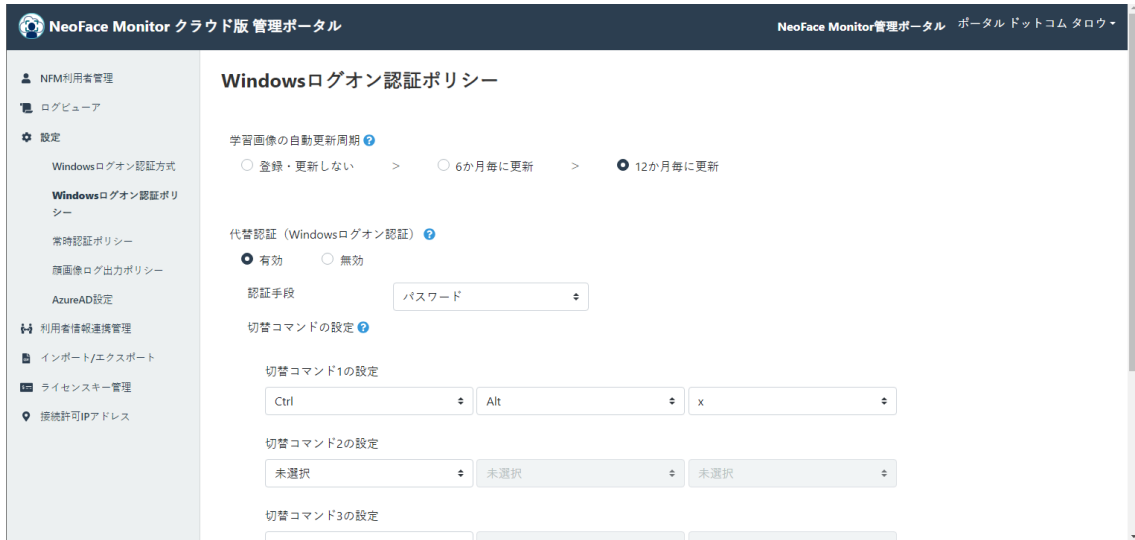 NeoFace Monitor クラウド版 管理ポータル
NeoFace Monitor管理ポータル ポータル ドットコム タロウ
NFM利用者管理
ログビューア
設定
Windowsログオン認証方式
Windowsログオン認証ポリ
シー
常時認証ポリシー
顔画像ログ出力ポリシー
AzureAD設定
利用者情報連携管理
インポート/エクスポート
ライセンスキー管理
接続許可IPアドレス
Windowsログオン認証ポリシー
学習画像の自動更新周期 ?
登録・更新しない > 6か月毎に更新 > 12か月毎に更新
代替認証（Windowsログオン認証） ?
有効 無効
認証手段 パスワード
切替コマンドの設定 ?
切替コマンド1の設定
Ctrl Alt x
切替コマンド2の設定
未選択 未選択 未選択
切替コマンド3の設定